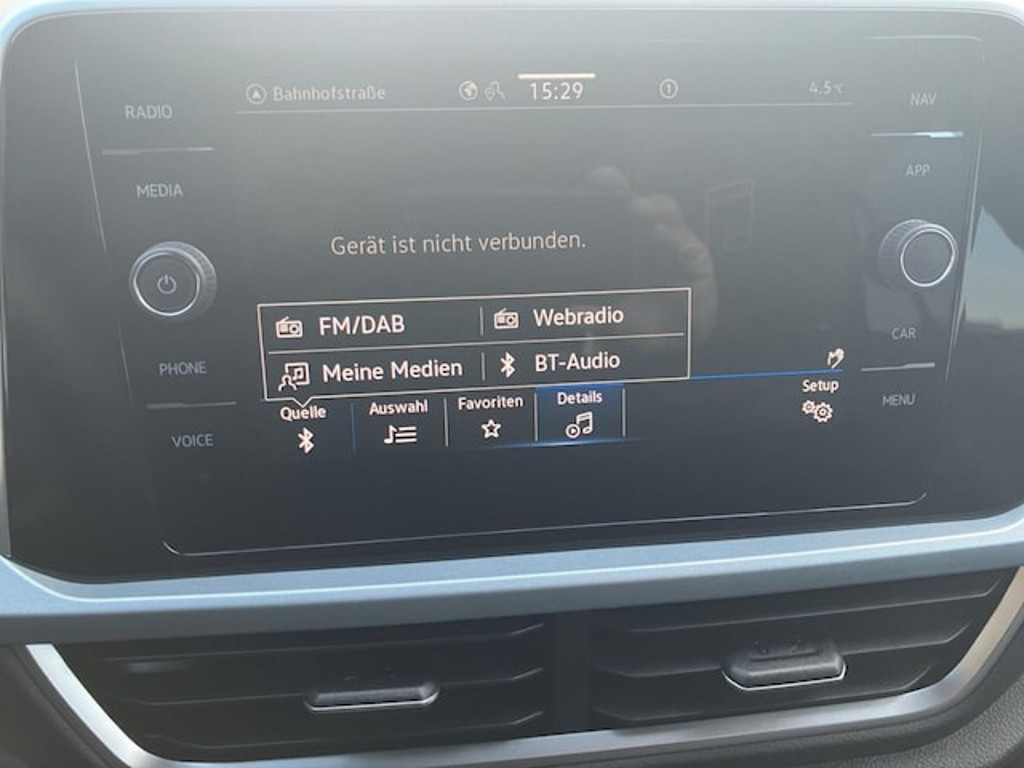 Bahnhofstraße 15:29 1 4.5°C
RADIO
NAV
MEDIA
APP
Gerät ist nicht verbunden.
FM/DAB Webradio
Meine Medien BT-Audio
PHONE
CAR
Quelle Auswahl Favoriten Details Setup
VOICE
MENU